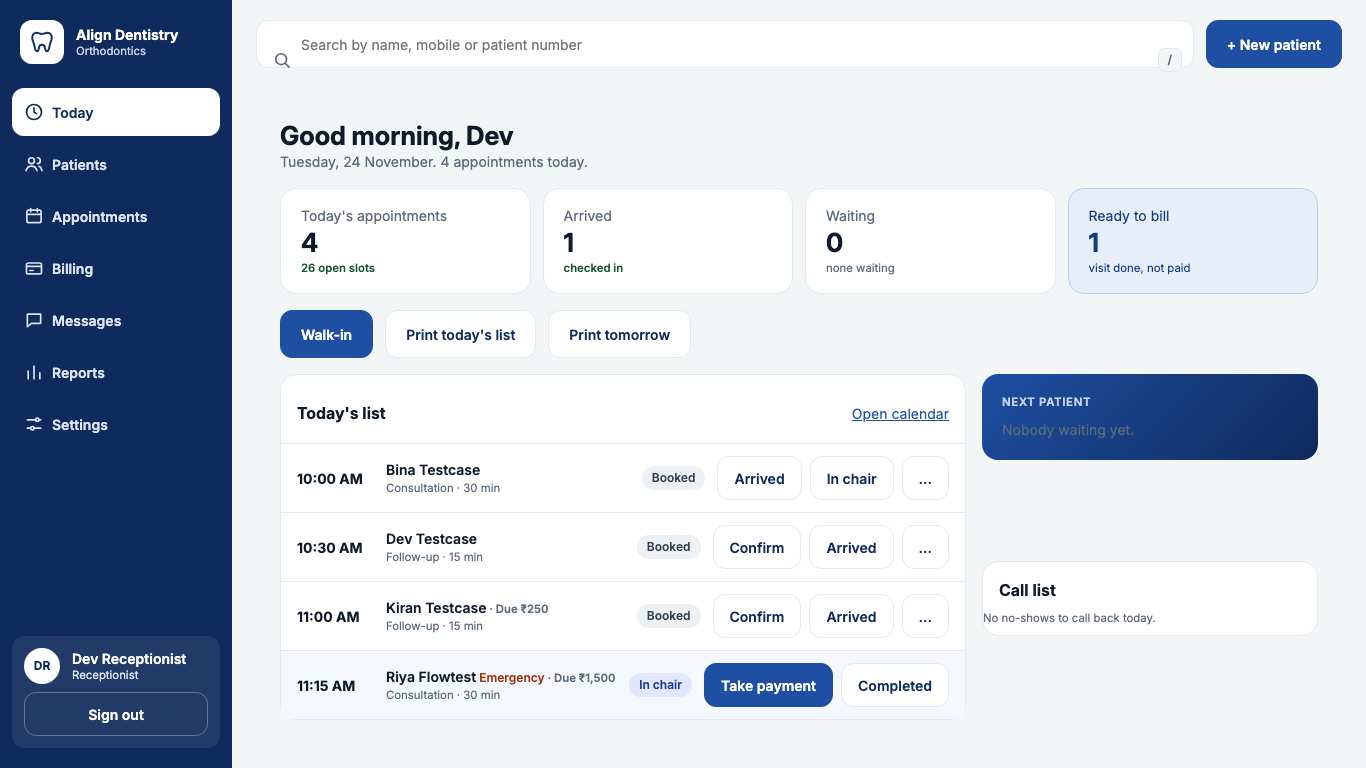 Align Dentistry
Orthodontics
Today
Patients
Appointments
Billing
Messages
Reports
Settings
DR
Dev Receptionist
Receptionist
Sign out
Search by name, mobile or patient number
/
+ New patient
Good morning, Dev
Tuesday, 24 November. 4 appointments today.
Today's appointments
4
26 open slots
Arrived
1
checked in
Waiting
0
none waiting
Ready to bill
1
visit done, not paid
Walk-in
Print today's list
Print tomorrow
Today's list
Open calendar
10:00 AM
Bina Testcase
Consultation · 30 min
Booked
Arrived
In chair
...
10:30 AM
Dev Testcase
Follow-up · 15 min
Booked
Confirm
Arrived
...
11:00 AM
Kiran Testcase · Due ₹250
Follow-up · 15 min
Booked
Confirm
Arrived
...
11:15 AM
Riya Flowtest Emergency · Due ₹1,500
Consultation · 30 min
In chair
Take payment
Completed
NEXT PATIENT
Nobody waiting yet.
Call list
No no-shows to call back today.